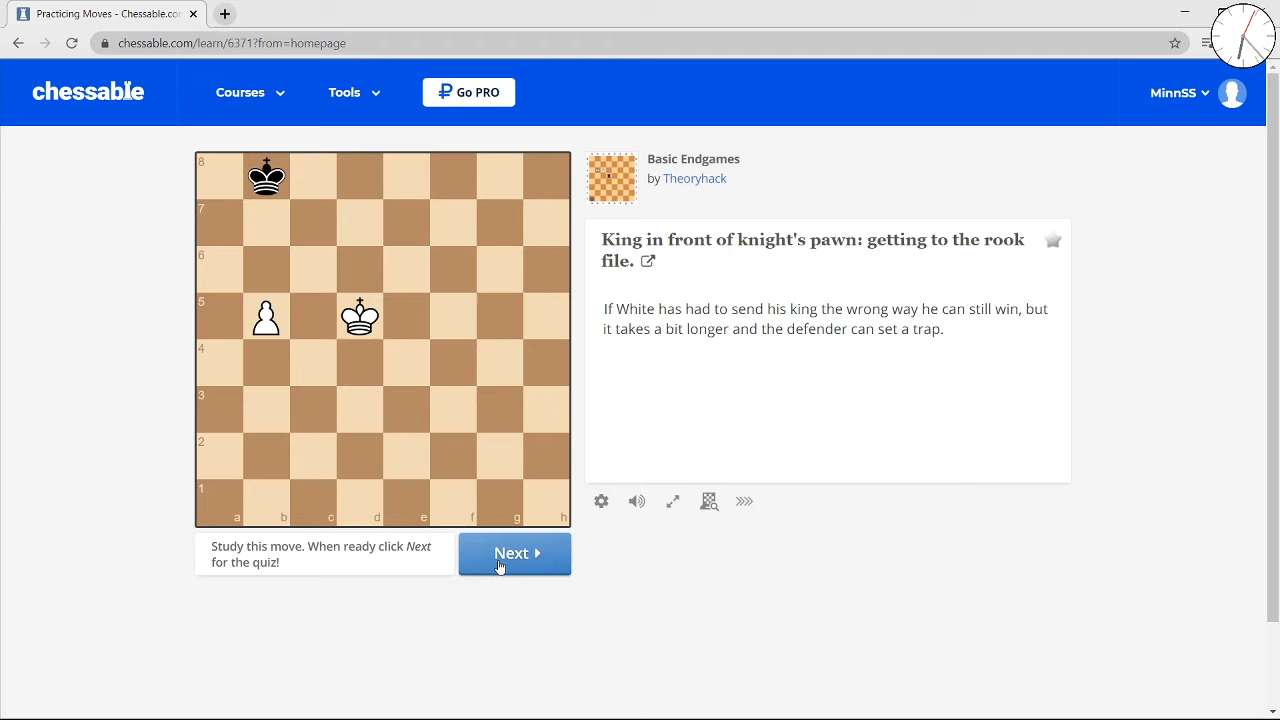 Practicing Moves - Chessable.con
chessable.com/learn/6371?from=homepage
chessable
Courses
Tools
Go PRO
MinnSS
Basic Endgames
by Theoryhack
King in front of knight's pawn: getting to the rook
file.
If White has had to send his king the wrong way he can still win, but
it takes a bit longer and the defender can set a trap.
8
7
6
5
4
3
2
1
a b c d e f g h
Study this move. When ready click Next
for the quiz!
Next